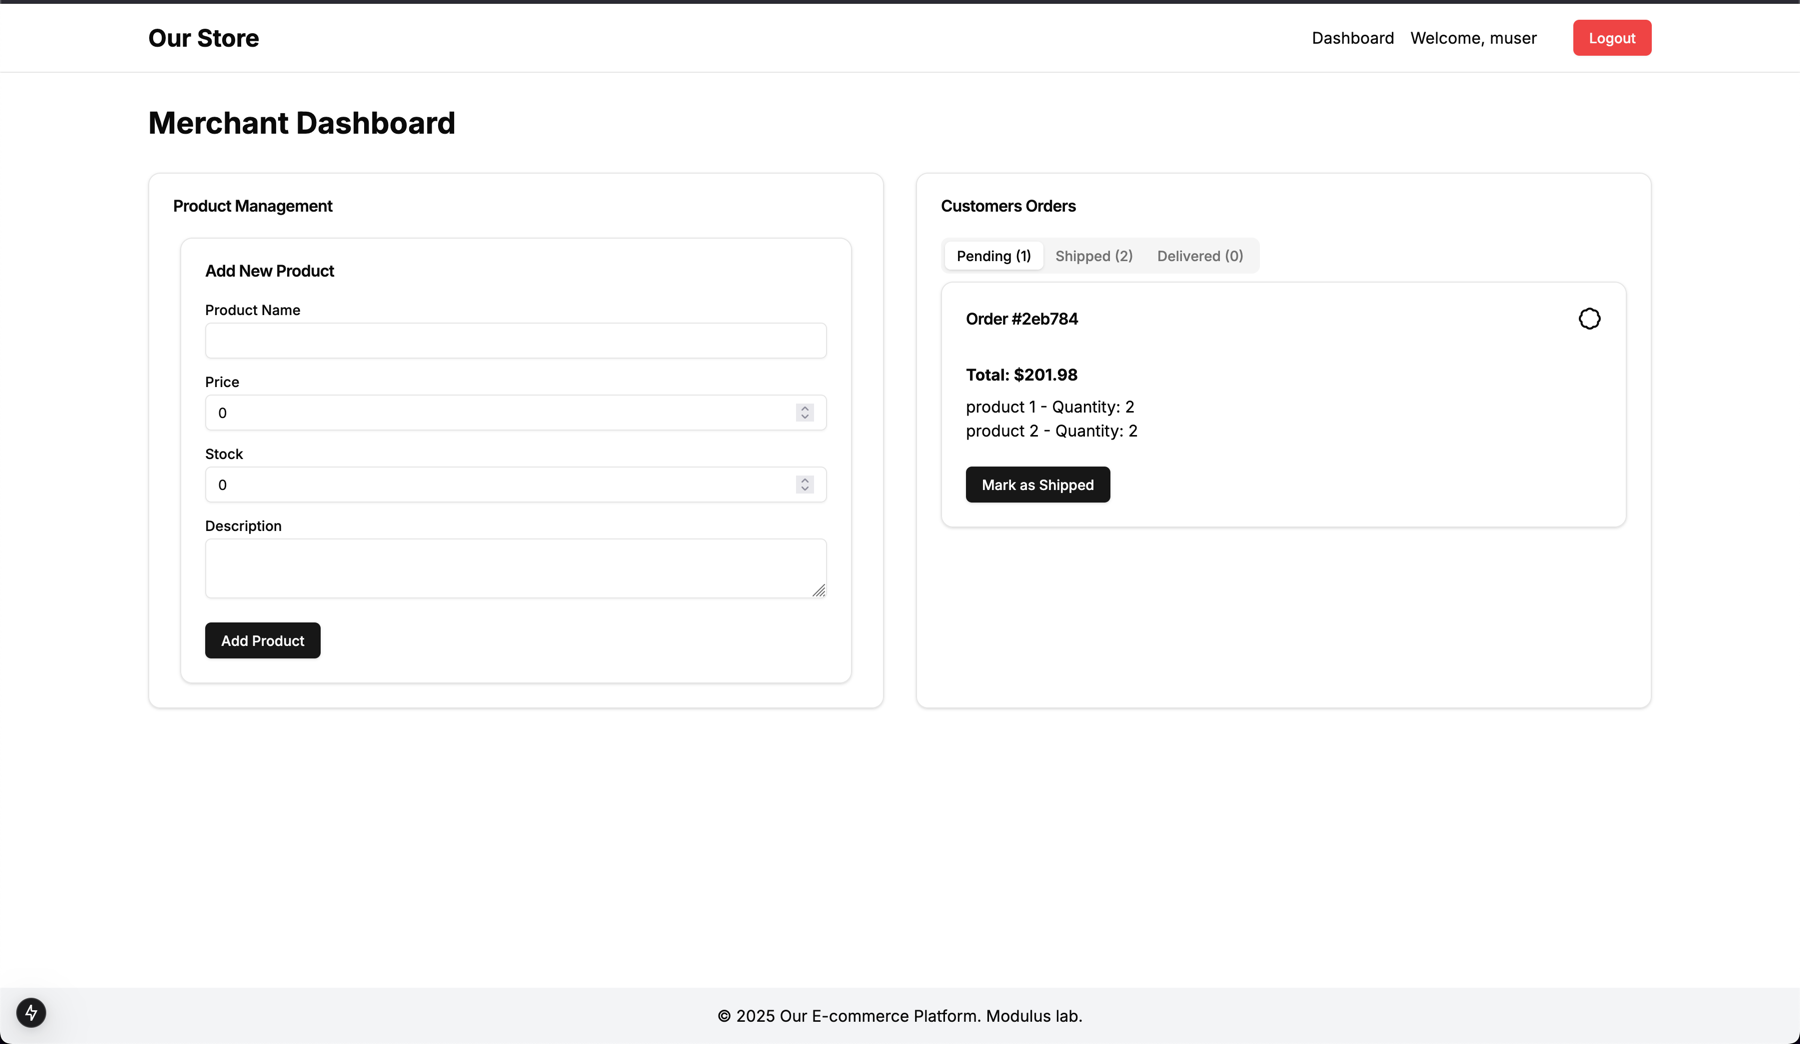 Our Store
Dashboard
Welcome, muser
Logout
Merchant Dashboard
Product Management
Add New Product
Product Name
Price
0
Stock
0
Description
Add Product
Customers Orders
Pending (1)
Shipped (2)
Delivered (0)
Order #2eb784
Total: $201.98
product 1 - Quantity: 2
product 2 - Quantity: 2
Mark as Shipped
© 2025 Our E-commerce Platform. Modulus lab.